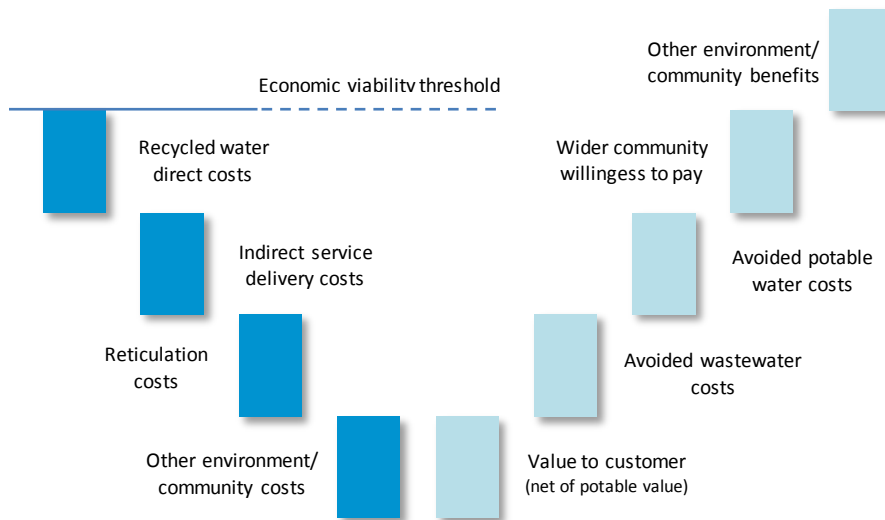 Other environment/
community benefits
Economic viability threshold
Recycled water
direct costs
Wider community
willingess to pay
Indirect service
delivery costs
Avoided potable
water costs
Reticulation
costs
Avoided wastewater
costs
Other environment/
community costs
Value to customer
(net of potable value)